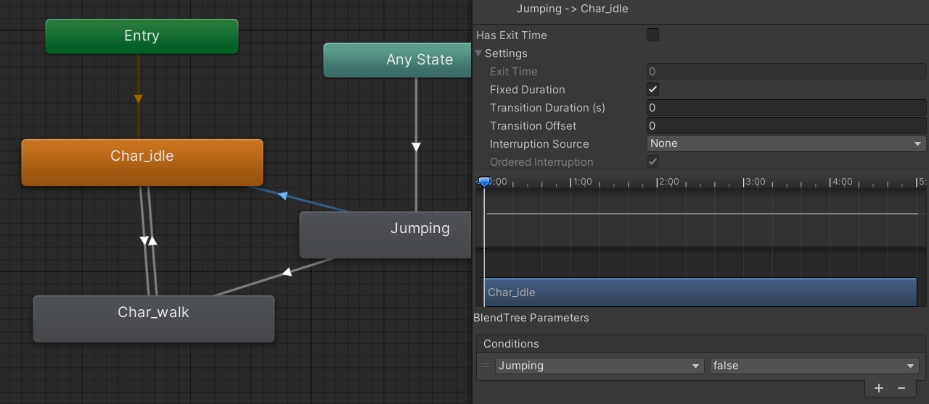 Entry
Any State
Char_idle
Jumping
Char_walk
Jumping -> Char_idle
Has Exit Time
Settings
Exit Time 0
Fixed Duration
Transition Duration (s) 0
Transition Offset 0
Interruption Source None
Ordered Interruption
1:00 2:00 3:00 4:00
Char_idle
BlendTree Parameters
Conditions
Jumping false
+ −